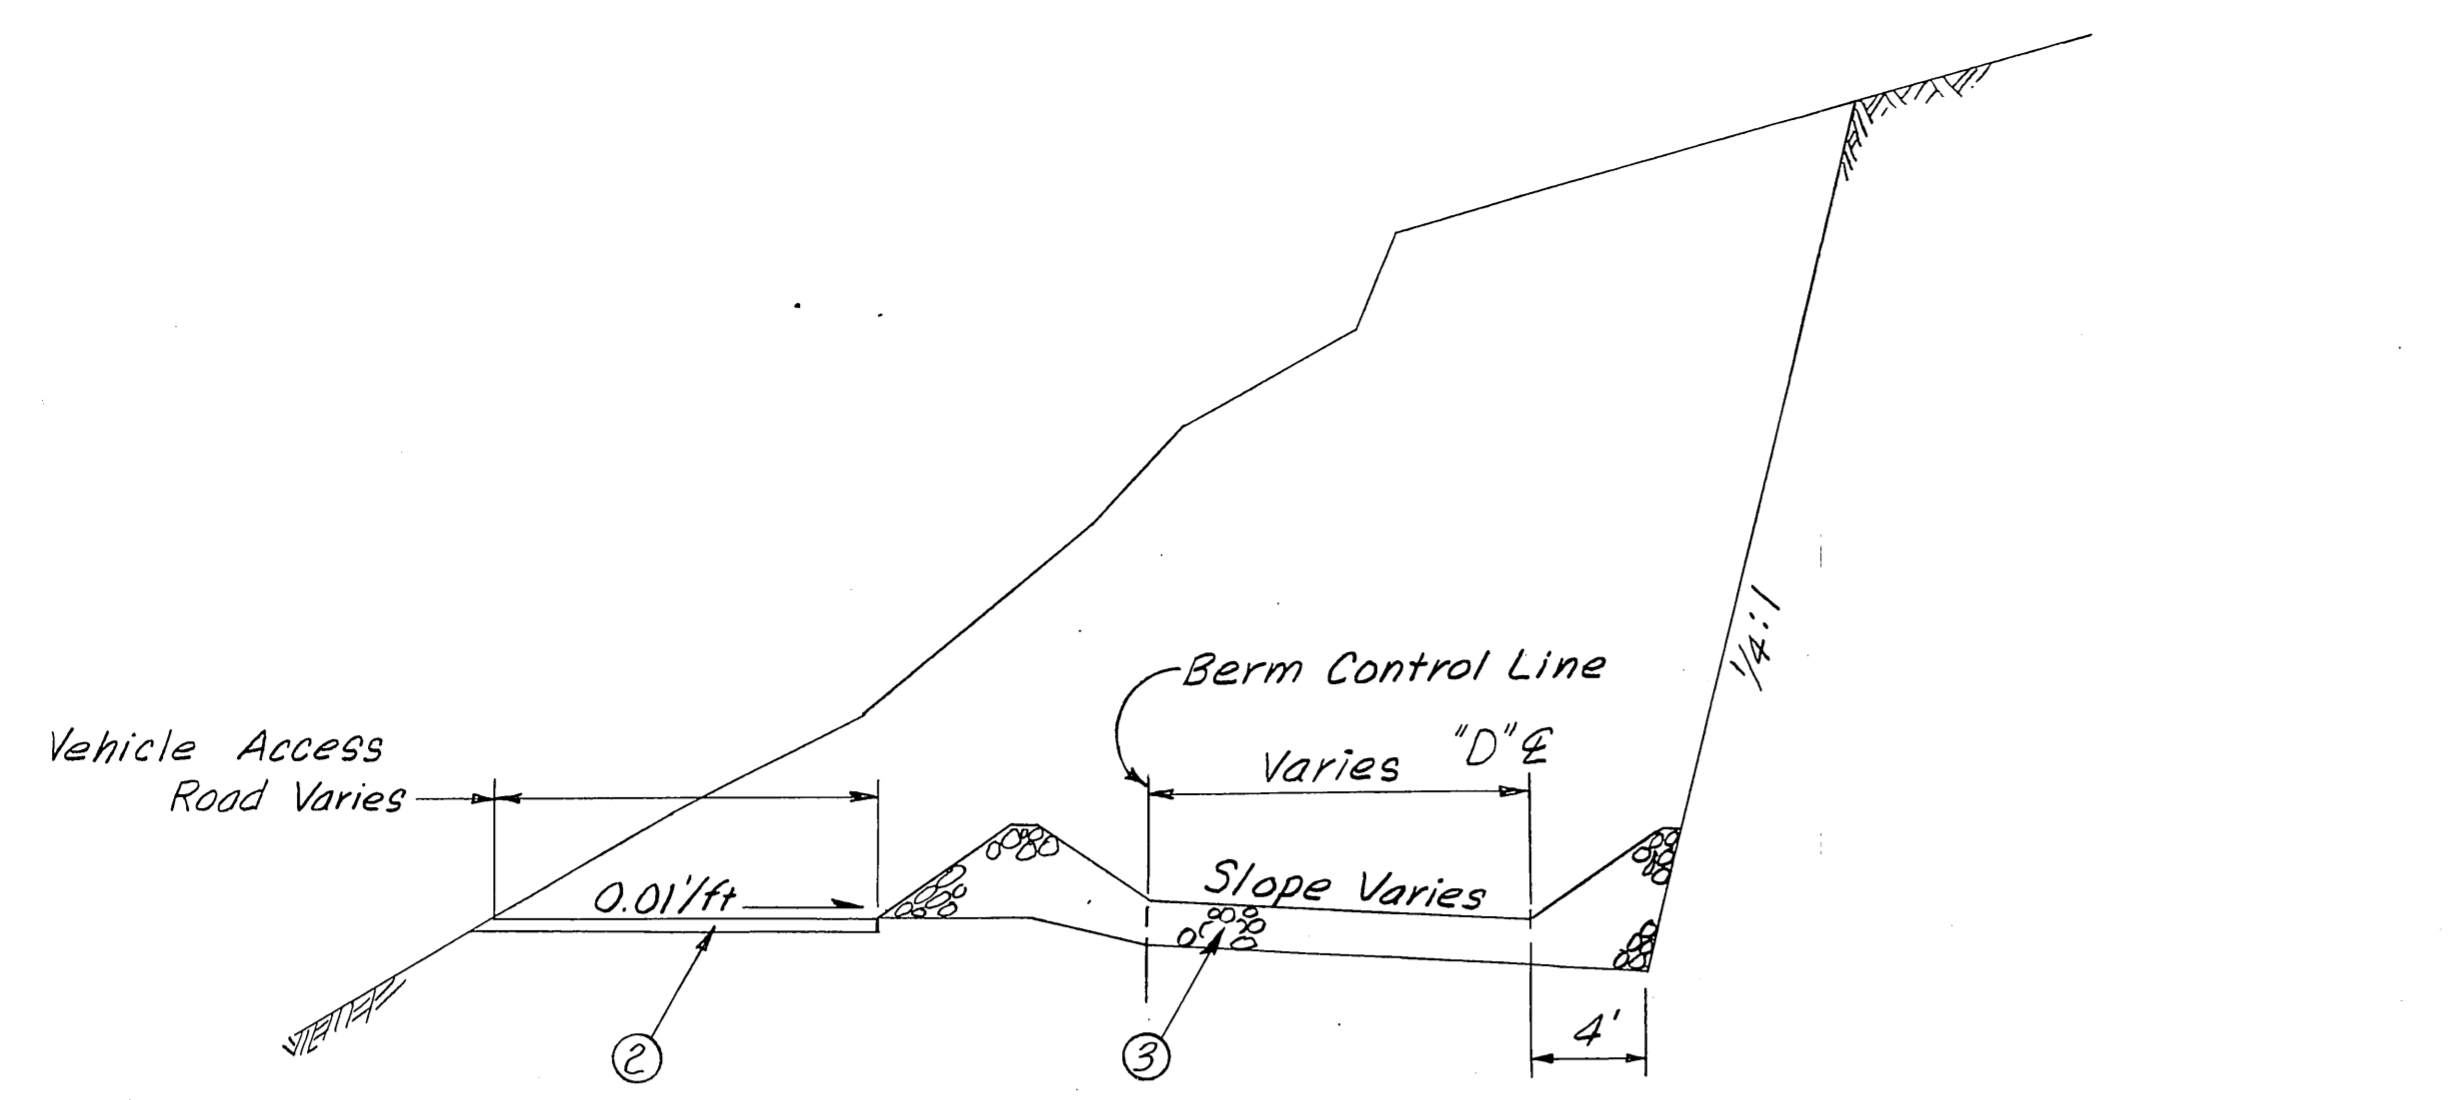 1/4:1
Berm Control Line
Vehicle Access
Road Varies
Varies
"D" ℄
0.01'/ft
Slope Varies
4'
2
3